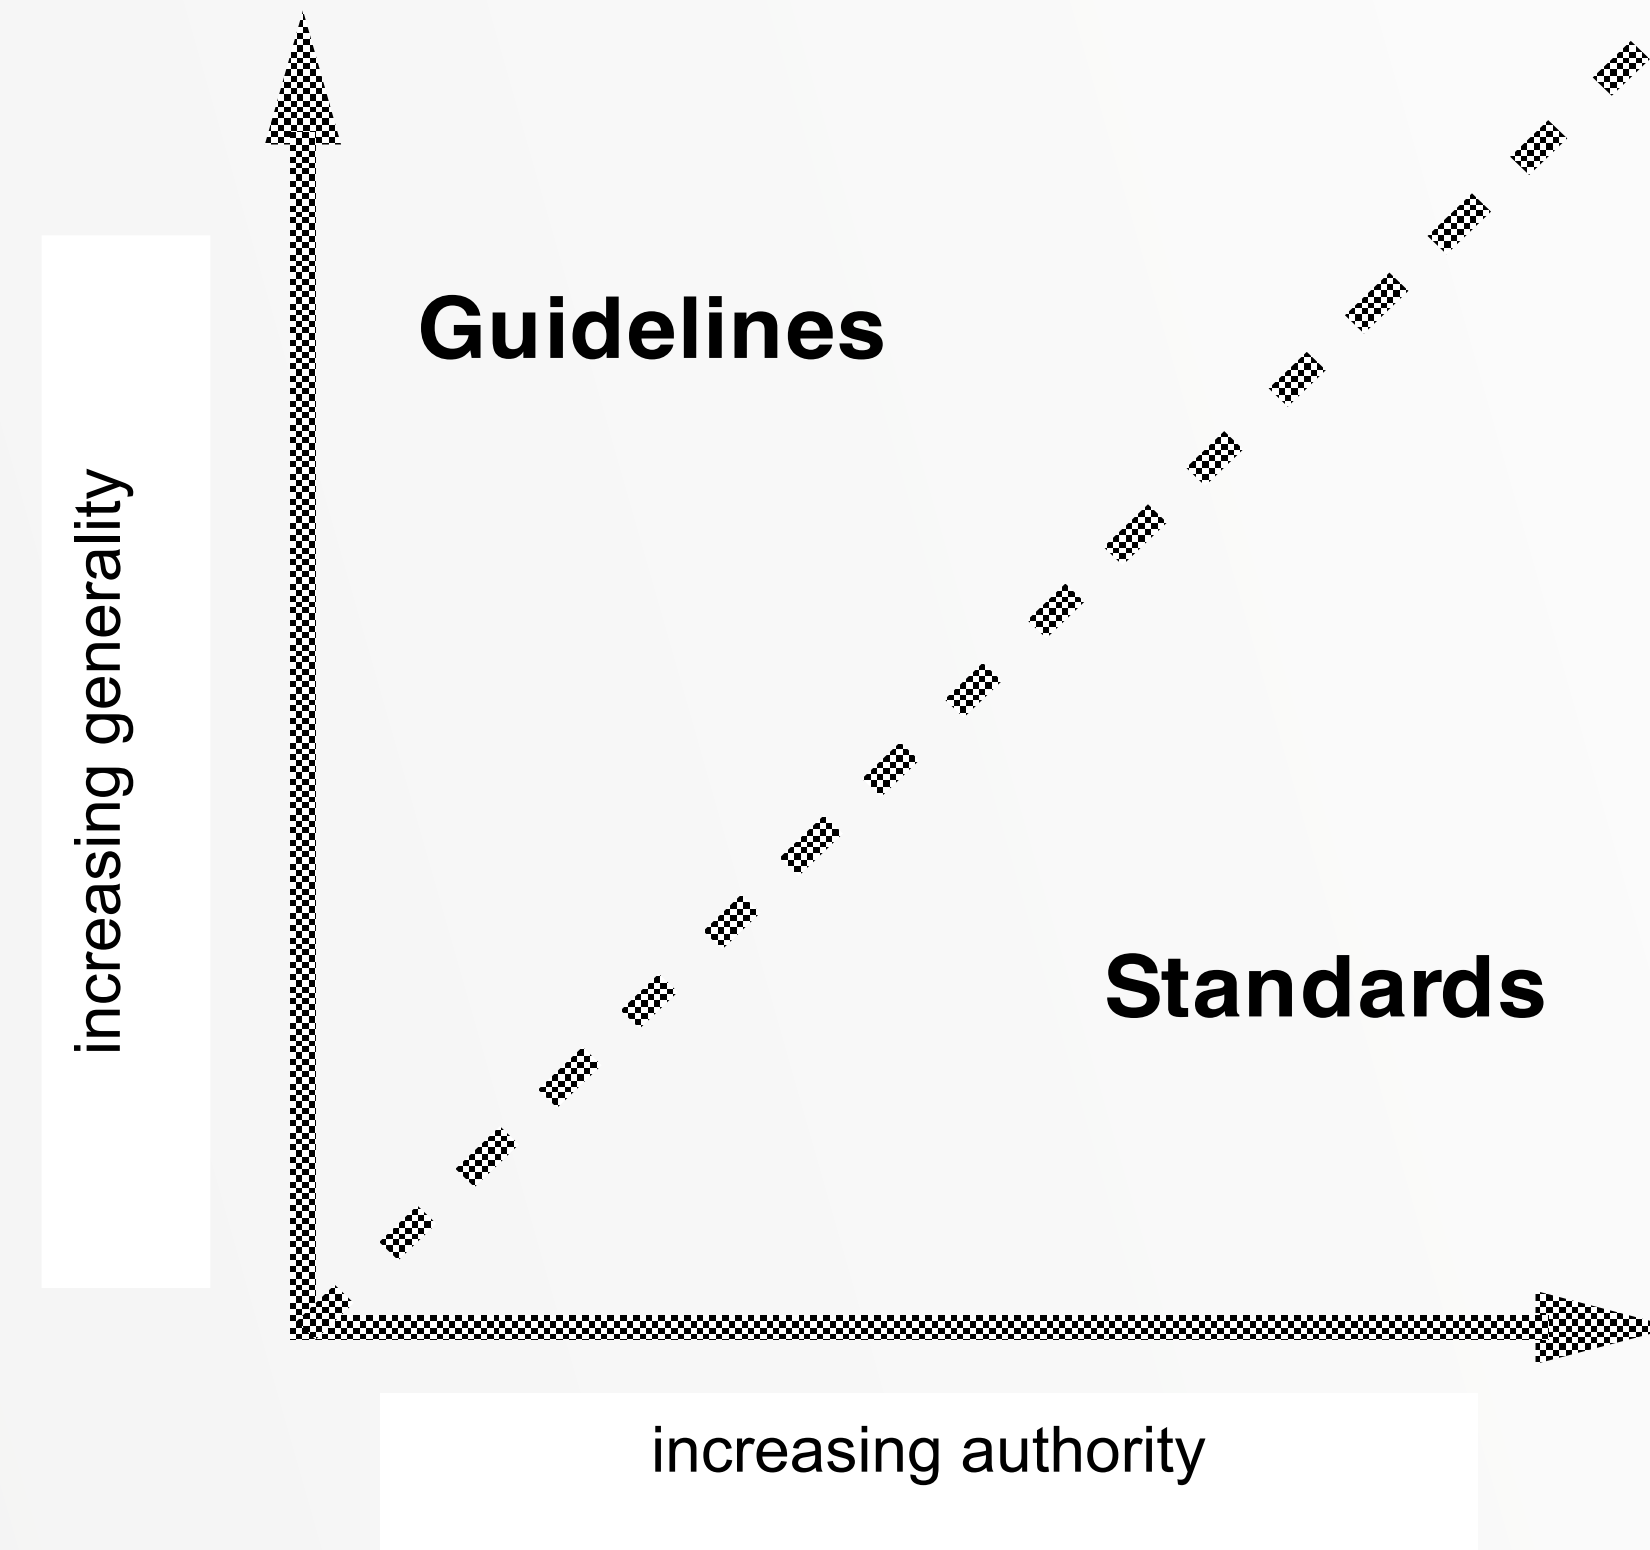 Guidelines
increasing generality
Standards
increasing authority